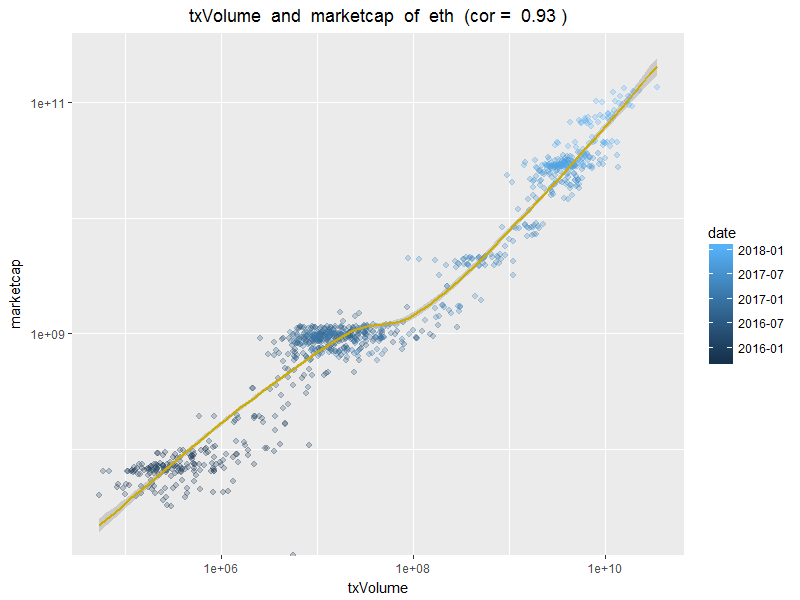 txVolume and marketcap of eth (cor = 0.93 )
1e+11
1e+09
marketcap
1e+06
1e+08
1e+10
txVolume
date
2018-01
2017-07
2017-01
2016-07
2016-01